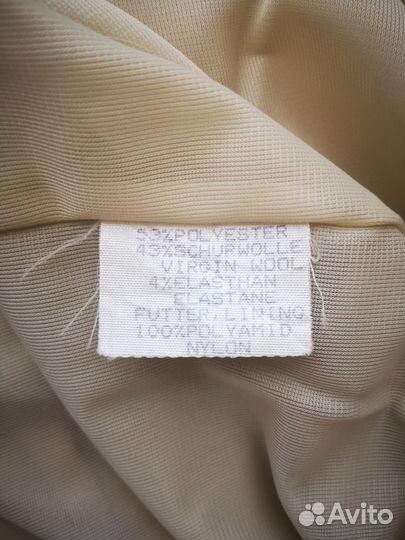 53%POLYESTER
43%SCHURWOLLE
VIRGIN WOOL
4%ELASTHAN
ELASTANE
FUTTER,LINING
100%POLYAMID
NYLON
Avito